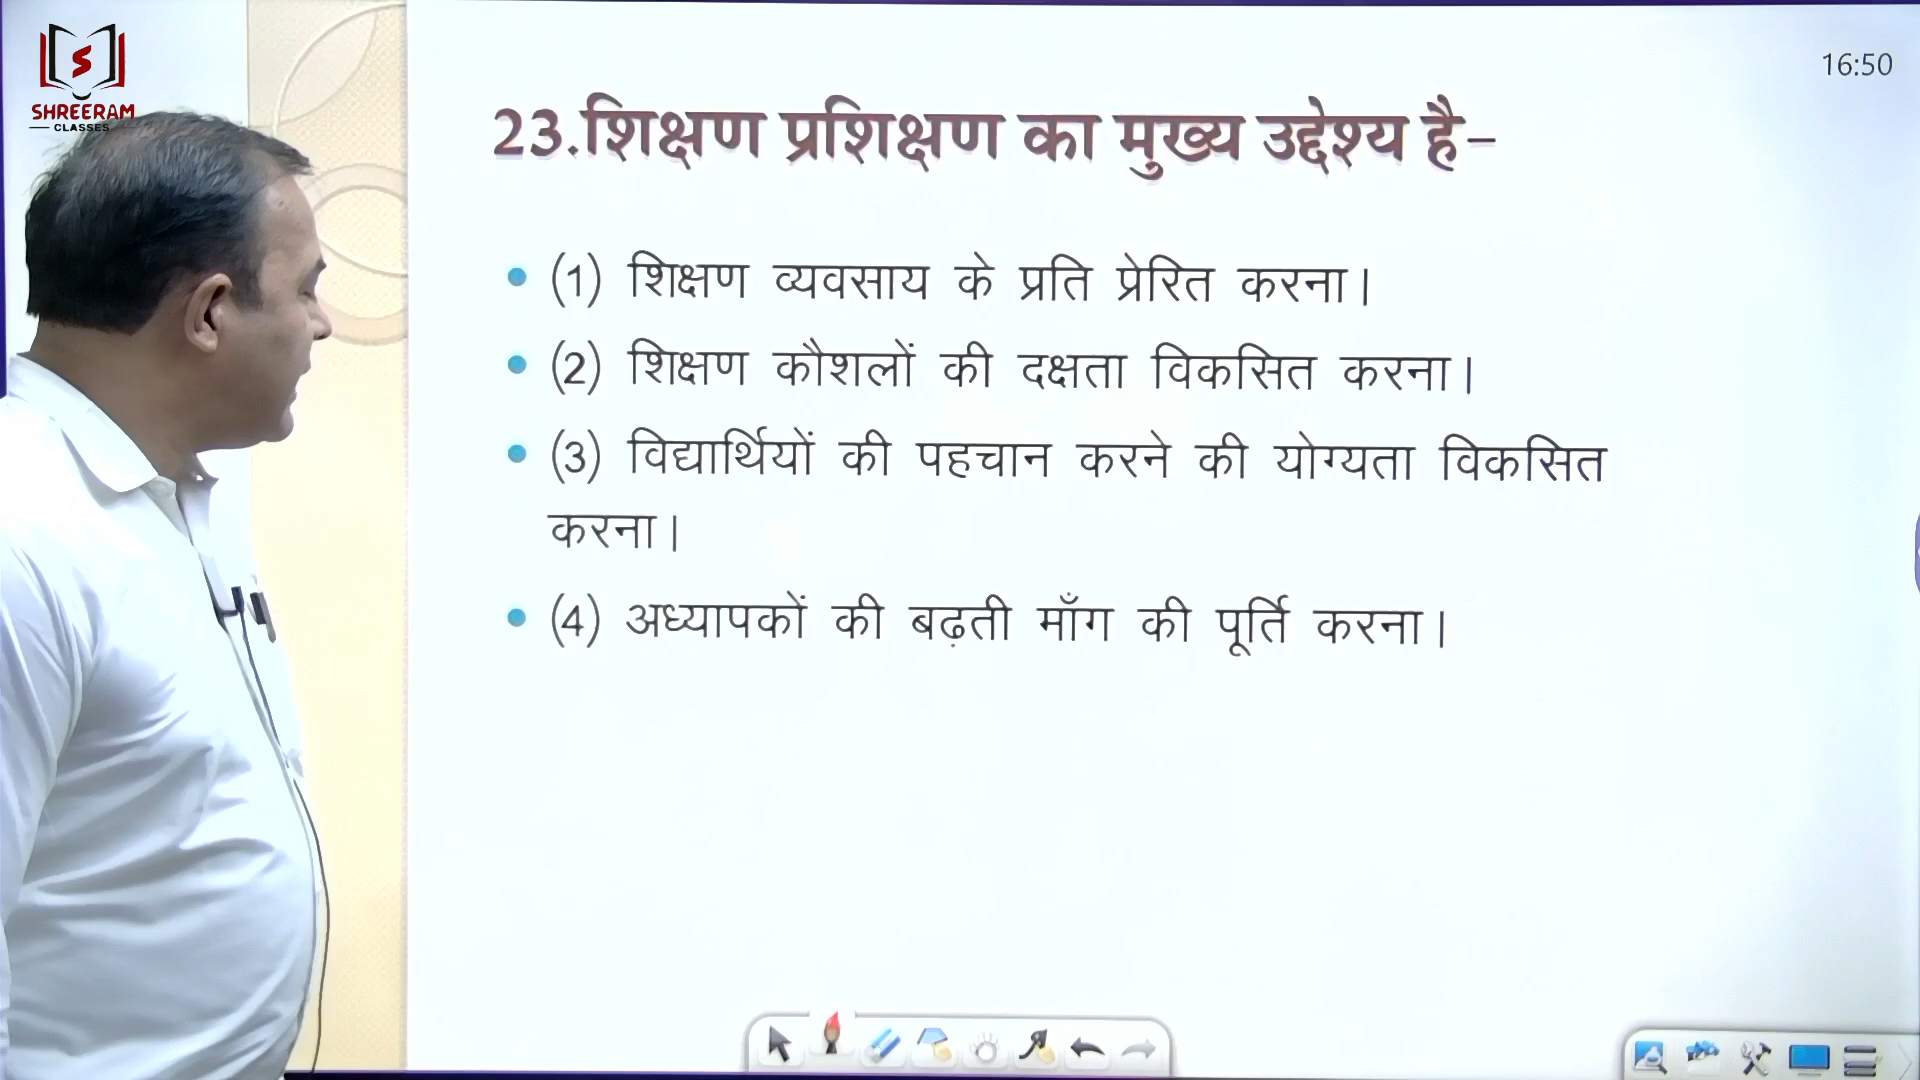 SHREERAM
CLASSES
16:50
23.शिक्षण प्रशिक्षण का मुख्य उद्देश्य है-
(1) शिक्षण व्यवसाय के प्रति प्रेरित करना।
(2) शिक्षण कौशलों की दक्षता विकसित करना।
(3) विद्यार्थियों की पहचान करने की योग्यता विकसित
करना।
(4) अध्यापकों की बढ़ती माँग की पूर्ति करना।